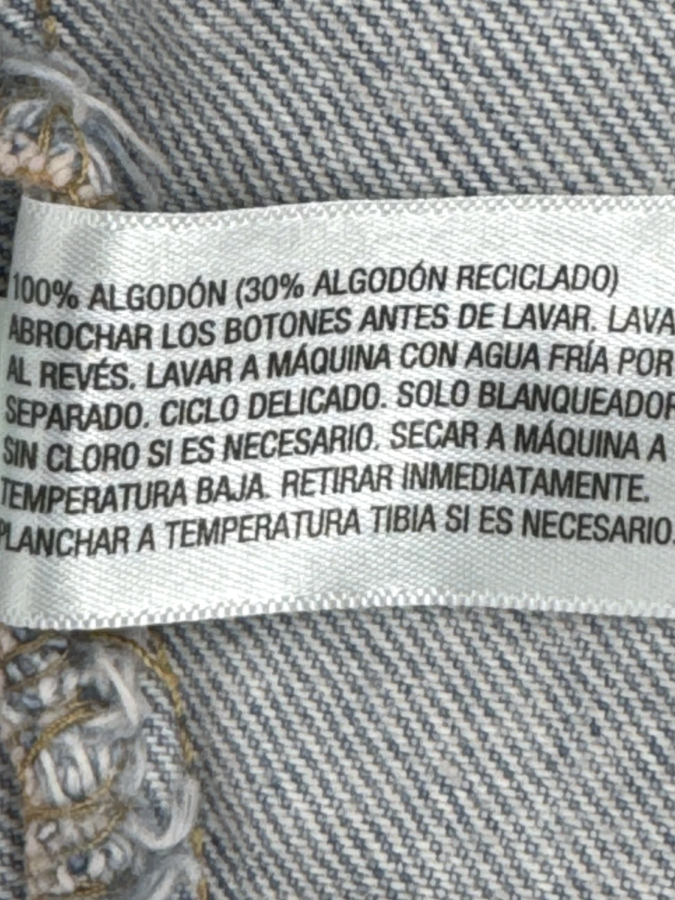 100% ALGODÓN (30% ALGODÓN RECICLADO)
ABROCHAR LOS BOTONES ANTES DE LAVAR. LAVA
AL REVÉS. LAVAR A MÁQUINA CON AGUA FRÍA POR
SEPARADO. CICLO DELICADO. SOLO BLANQUEADOR
SIN CLORO SI ES NECESARIO. SECAR A MÁQUINA A
TEMPERATURA BAJA. RETIRAR INMEDIATAMENTE.
PLANCHAR A TEMPERATURA TIBIA SI ES NECESARIO.